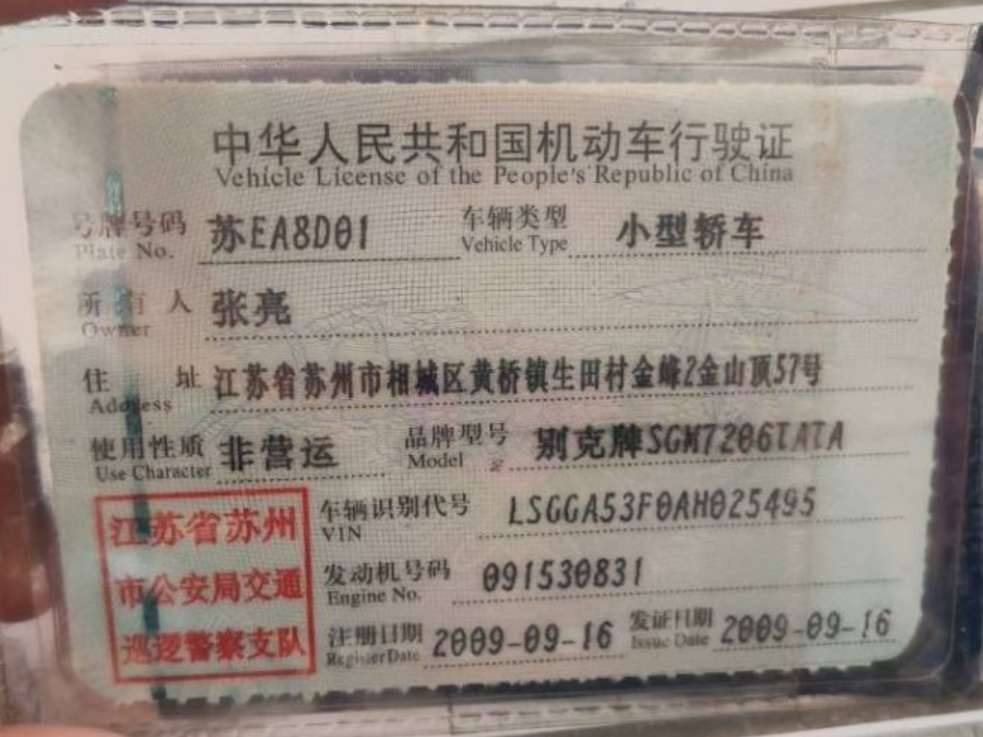 中华人民共和国机动车行驶证
Vehicle License of the People's Republic of China
号牌号码 苏EA8D01 车辆类型 小型轿车
Plate No. Vehicle Type
所有人 张亮
Owner
住址 江苏省苏州市相城区黄桥镇生田村金峰2金山顶57号
Address
使用性质 非营运 品牌型号 别克牌SGM7206TATA
Use Character Model
江苏省苏州 车辆识别代号 LSGGA53F0AH025495
VIN
市公安局交通 发动机号码 091530831
Engine No.
巡逻警察支队 注册日期 2009-09-16 发证日期 2009-09-16
Register Date Issue Date